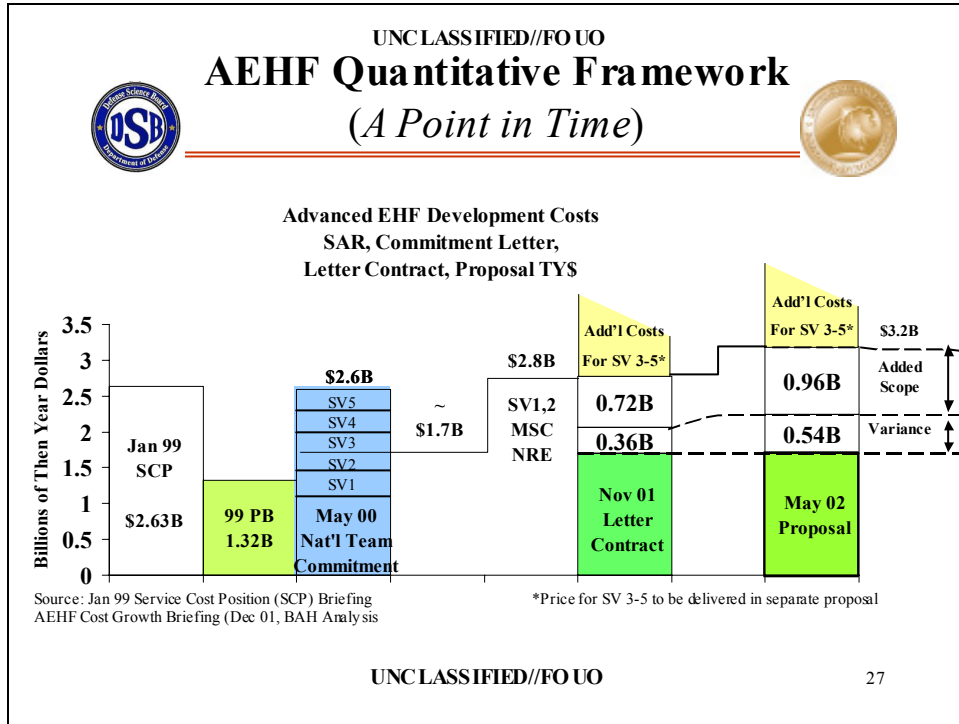 UNCLASSIFIED//FOUO
AEHF Quantitative Framework
(A Point in Time)
Defense Science Board
DSB
Department of Defense
Advanced EHF Development Costs
SAR, Commitment Letter,
Letter Contract, Proposal TY$
Billions of Then Year Dollars
3.5
3
2.5
2
1.5
1
0.5
0
Jan 99
SCP
$2.63B
99 PB
1.32B
$2.6B
SV5
SV4
SV3
SV2
SV1
May 00
Nat'l Team
Commitment
~
$1.7B
$2.8B
SV1,2
MSC
NRE
Add'l Costs
For SV 3-5*
0.72B
0.36B
Nov 01
Letter
Contract
Add'l Costs
For SV 3-5*
0.96B
0.54B
May 02
Proposal
$3.2B
Added
Scope
Variance
Source: Jan 99 Service Cost Position (SCP) Briefing
AEHF Cost Growth Briefing (Dec 01, BAH Analysis
*Price for SV 3-5 to be delivered in separate proposal
UNCLASSIFIED//FOUO
27